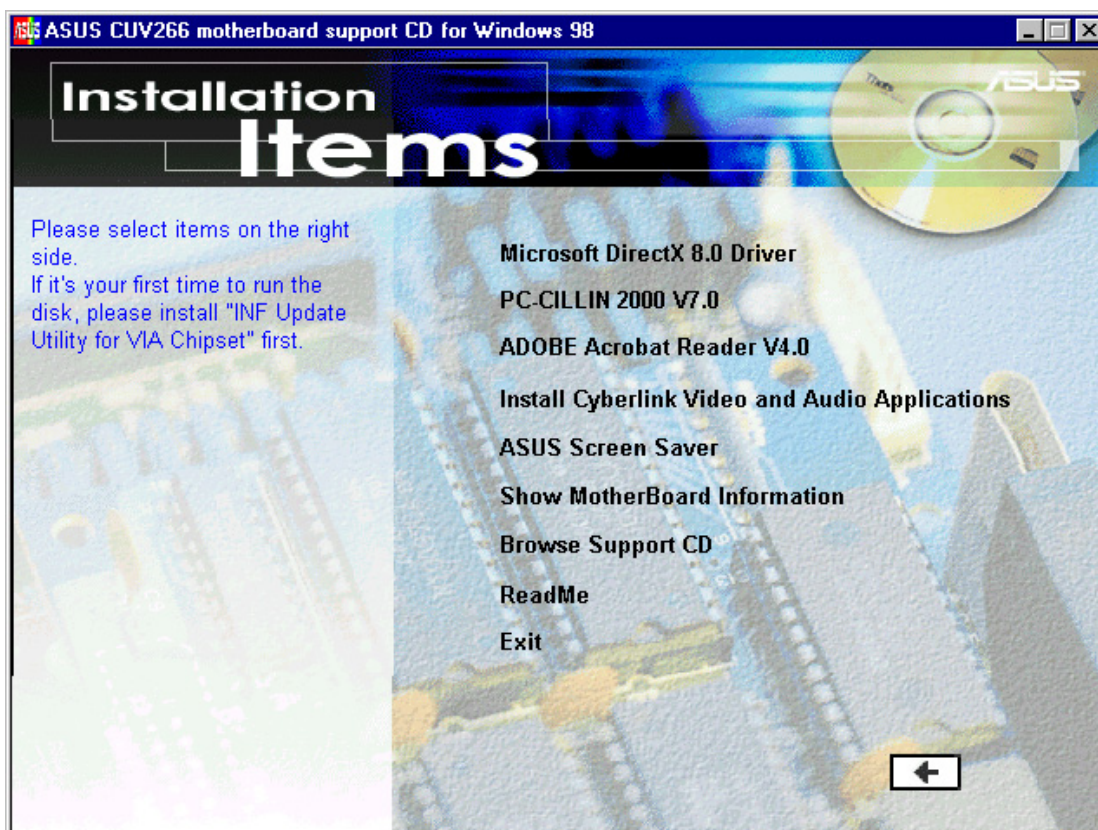 ASUS CUV266 motherboard support CD for Windows 98
ASUS
Installation
Items
Please select items on the right
side.
If it's your first time to run the
disk, please install "INF Update
Utility for VIA Chipset" first.
Microsoft DirectX 8.0 Driver
PC-CILLIN 2000 V7.0
ADOBE Acrobat Reader V4.0
Install Cyberlink Video and Audio Applications
ASUS Screen Saver
Show MotherBoard Information
Browse Support CD
ReadMe
Exit